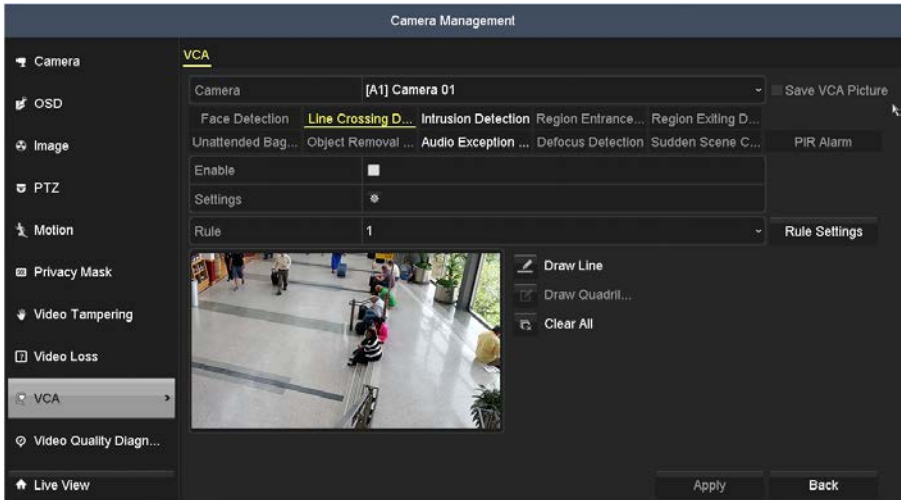 Camera Management
Camera
OSD
Image
PTZ
Motion
Privacy Mask
Video Tampering
Video Loss
VCA
Video Quality Diagn...
Live View
VCA
Camera [A1] Camera 01 Save VCA Picture
Face Detection Line Crossing D... Intrusion Detection Region Entrance... Region Exiting D...
Unattended Bag... Object Removal ... Audio Exception ... Defocus Detection Sudden Scene C... PIR Alarm
Enable
Settings
Rule 1 Rule Settings
Draw Line
Draw Quadril...
Clear All
Apply Back